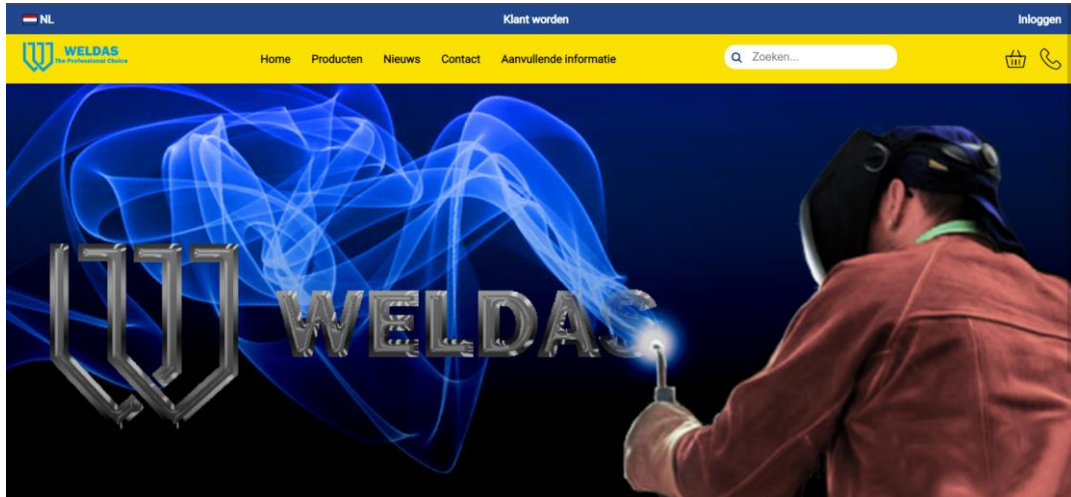 NL
Klant worden
Inloggen
WELDAS
The Professional Choice
Home
Producten
Nieuws
Contact
Aanvullende informatie
Zoeken...
WELDAS